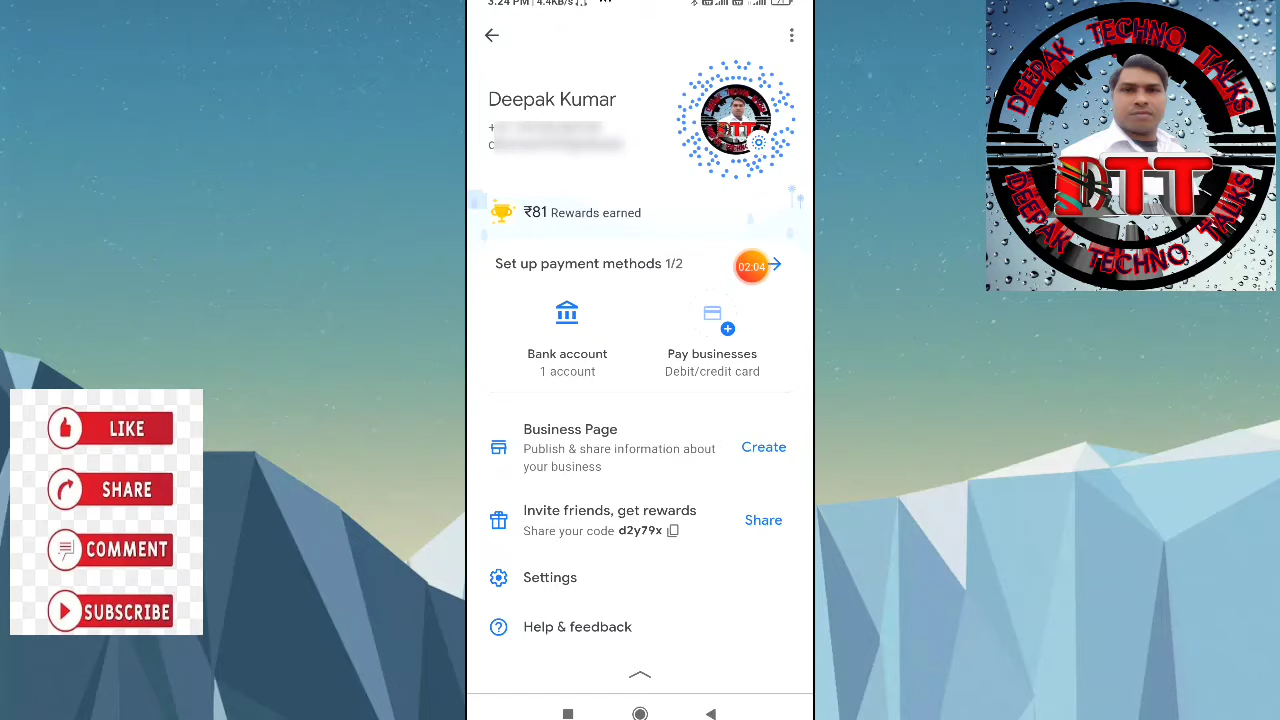 3:24 PM | 4.4KB/s
Deepak Kumar
₹81 Rewards earned
Set up payment methods 1/2
02:04
Bank account
1 account
Pay businesses
Debit/credit card
Business Page
Publish & share information about
your business
Create
Invite friends, get rewards
Share your code d2y79x
Share
Settings
Help & feedback
LIKE
SHARE
COMMENT
SUBSCRIBE
DEEPAK TECHNO TALKS
DTT
DEEPAK TECHNO TALKS